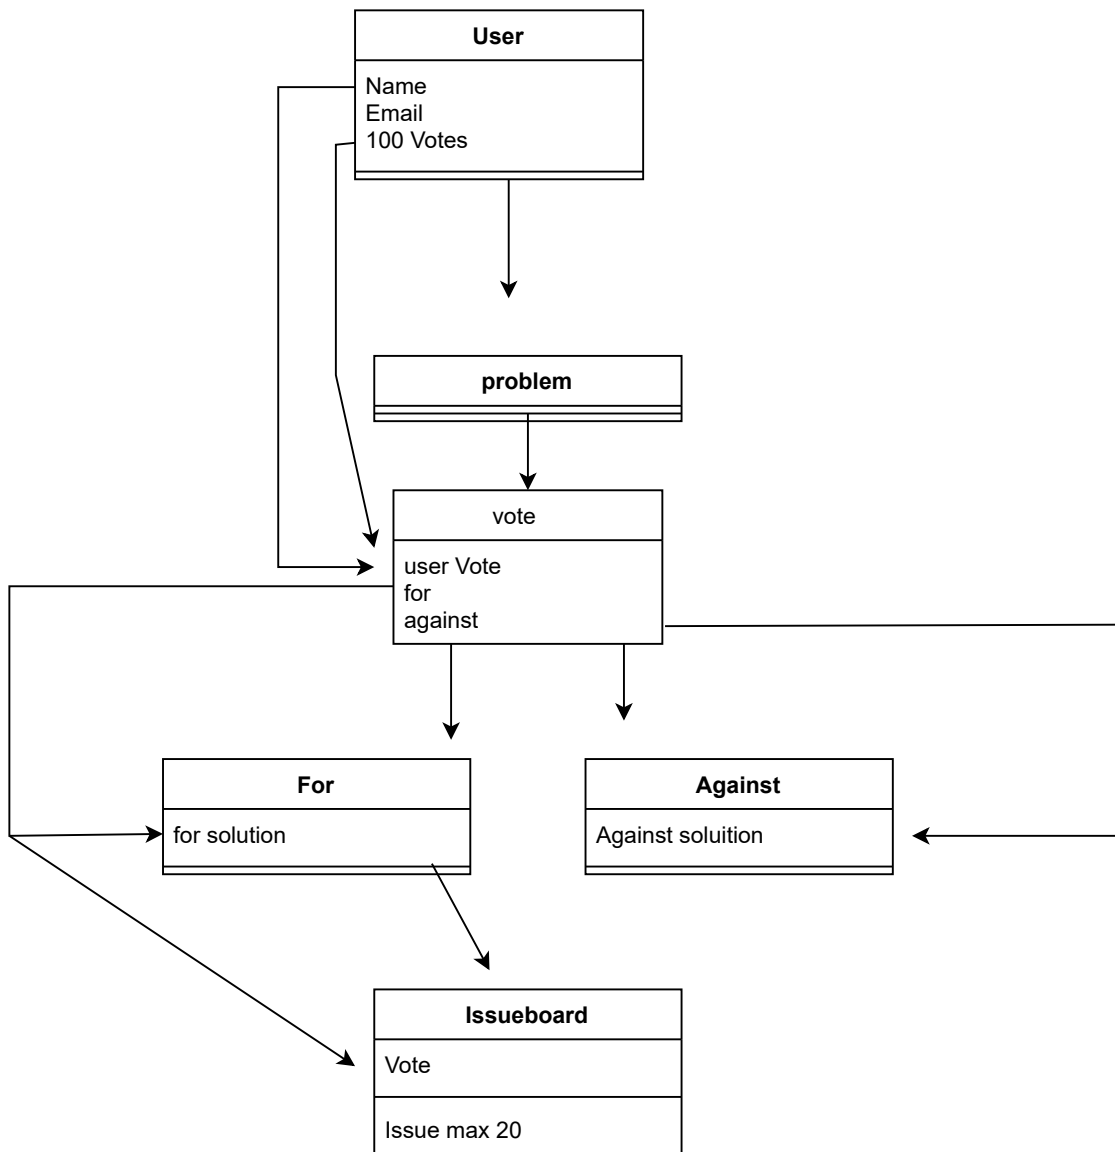 User
Name
Email
100 Votes
problem
vote
user Vote
for
against
For
for solution
Against
Against soluition
Issueboard
Vote
Issue max 20